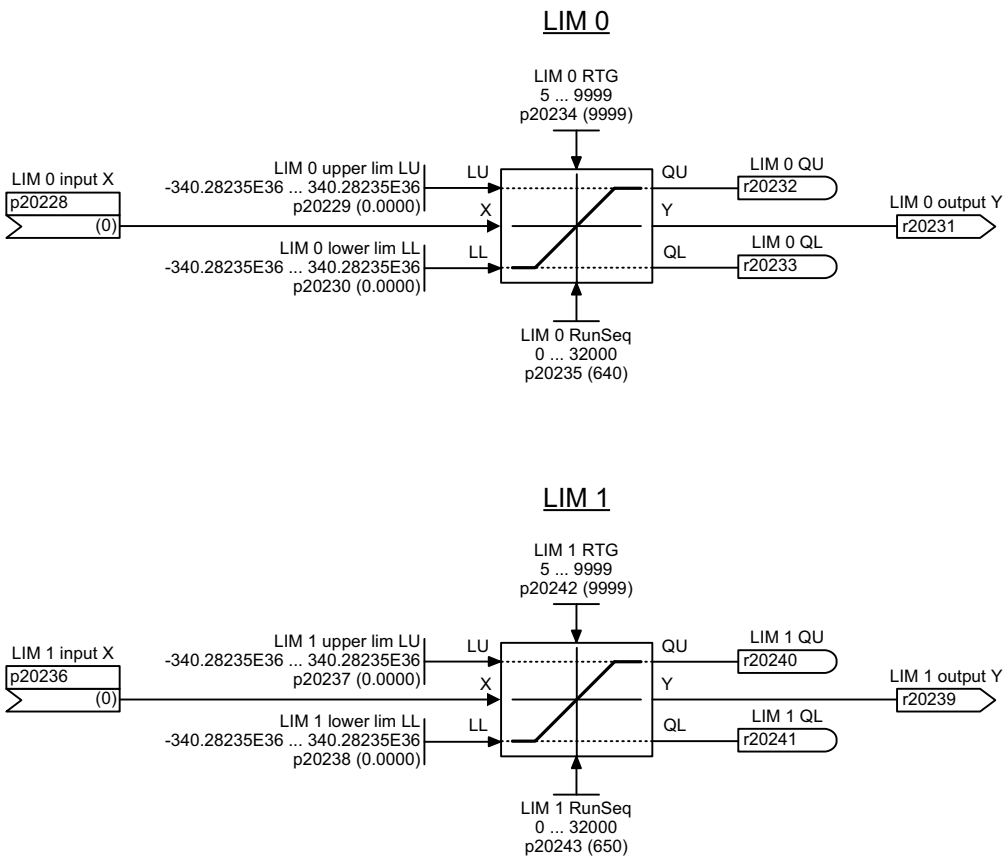 LIM 0
LIM 0 RTG
5 ... 9999
p20234 (9999)
LIM 0 input X
p20228
(0)
LIM 0 upper lim LU
-340.28235E36 ... 340.28235E36
p20229 (0.0000)
LIM 0 lower lim LL
-340.28235E36 ... 340.28235E36
p20230 (0.0000)
LU
X
LL
QU
Y
QL
LIM 0 QU
r20232
LIM 0 QL
r20233
LIM 0 output Y
r20231
LIM 0 RunSeq
0 ... 32000
p20235 (640)
LIM 1
LIM 1 RTG
5 ... 9999
p20242 (9999)
LIM 1 input X
p20236
(0)
LIM 1 upper lim LU
-340.28235E36 ... 340.28235E36
p20237 (0.0000)
LIM 1 lower lim LL
-340.28235E36 ... 340.28235E36
p20238 (0.0000)
LU
X
LL
QU
Y
QL
LIM 1 QU
r20240
LIM 1 QL
r20241
LIM 1 output Y
r20239
LIM 1 RunSeq
0 ... 32000
p20243 (650)